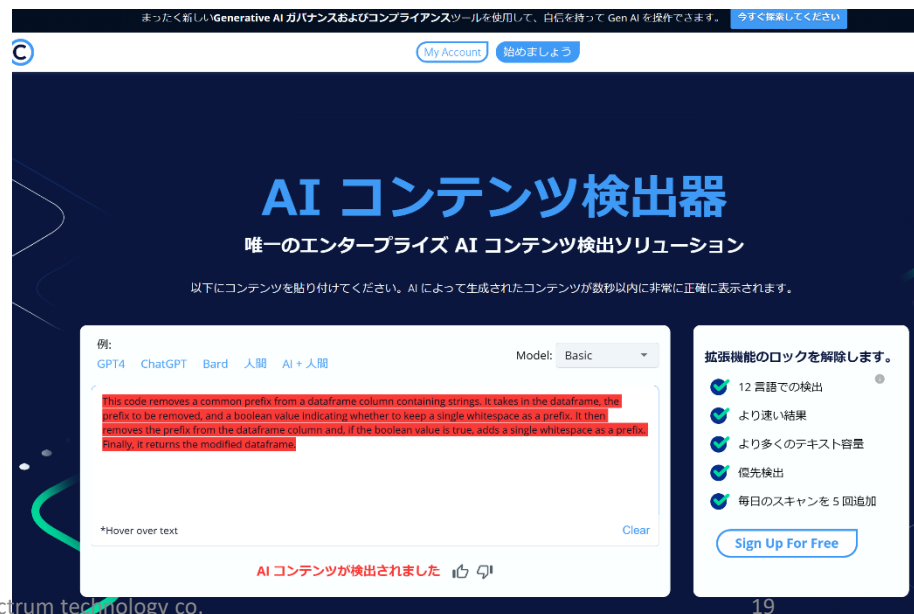 まったく新しいGenerative AI ガバナンスおよびコンプライアンスツールを使用して、自信を持って Gen AI を操作できます。 今すぐ探索してください
C
My Account 始めましょう
AI コンテンツ検出器
唯一のエンタープライズ AI コンテンツ検出ソリューション
以下にコンテンツを貼り付けてください。AI によって生成されたコンテンツが数秒以内に非常に正確に表示されます。
例:
GPT4 ChatGPT Bard 人間 AI + 人間
Model: Basic
This code removes a common prefix from a dataframe column containing strings. It takes in the dataframe, the
prefix to be removed, and a boolean value indicating whether to keep a single whitespace as a prefix. It then
removes the prefix from the dataframe column and, if the boolean value is true, adds a single whitespace as a prefix.
Finally, it returns the modified dataframe.
*Hover over text Clear
AI コンテンツが検出されました
拡張機能のロックを解除します。
12 言語での検出
より速い結果
より多くのテキスト容量
優先検出
毎日のスキャンを 5 回追加
Sign Up For Free
ctrum technology co. 19